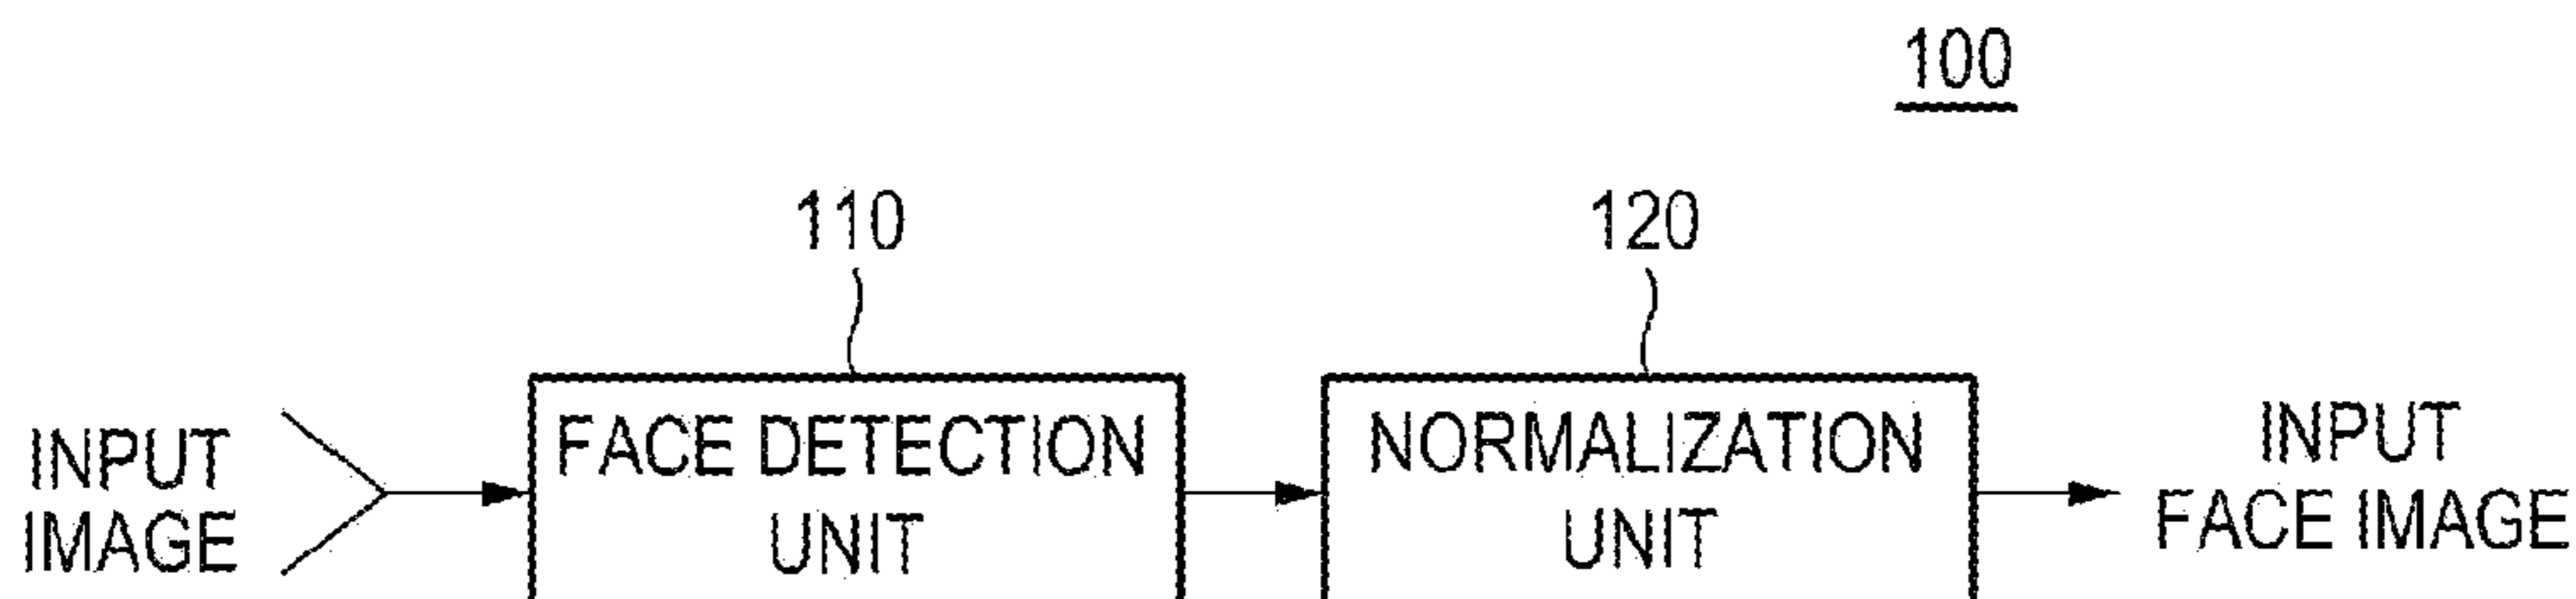 100
110
120
INPUT
IMAGE
FACE DETECTION
UNIT
NORMALIZATION
UNIT
INPUT
FACE IMAGE